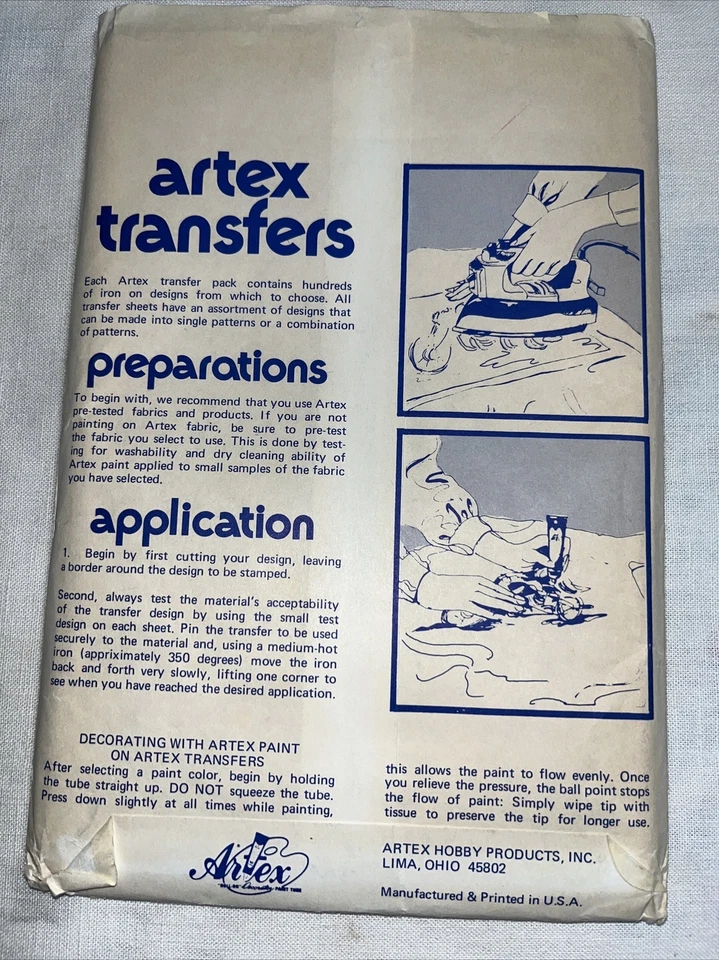 artex
transfers
Each Artex transfer pack contains hundreds
of iron on designs from which to choose. All
transfer sheets have an assortment of designs that
can be made into single patterns or a combination
of patterns.
preparations
To begin with, we recommend that you use Artex
pre-tested fabrics and products. If you are not
painting on Artex fabric, be sure to pre-test
the fabric you select to use. This is done by test-
ing for washability and dry cleaning ability of
Artex paint applied to small samples of the fabric
you have selected.
application
1. Begin by first cutting your design, leaving
a border around the design to be stamped.
Second, always test the material's acceptability
of the transfer design by using the small test
design on each sheet. Pin the transfer to be used
securely to the material and, using a medium-hot
iron (appriximately 350 degrees) move the iron
back and forth very slowly, lifting one corner to
see when you have reached the desired application.
DECORATING WITH ARTEX PAINT
ON ARTEX TRANSFERS
After selecting a paint color, begin by holding
the tube straight up. DO NOT squeeze the tube.
Press down slightly at all times while painting,
this allows the paint to flow evenly. Once
you relieve the pressure, the ball point stops
the flow of paint: Simply wipe tip with
tissue to preserve the tip for longer use.
Artex
"ROLL-ON" Decorator PAINT TUBE
ARTEX HOBBY PRODUCTS, INC.
LIMA, OHIO 45802
Manufactured & Printed in U.S.A.